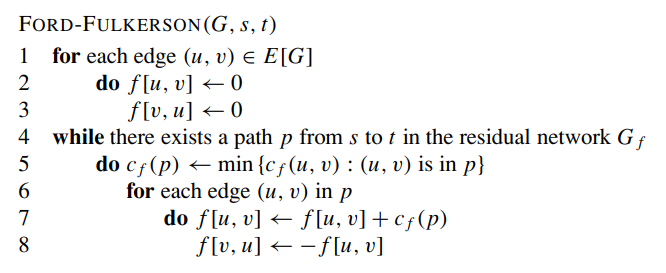 FORD-FULKERSON(G, s, t)
1 for each edge (u, v) ∈ E[G]
2 do f[u, v] ← 0
3 f[v, u] ← 0
4 while there exists a path p from s to t in the residual network G_f
5 do c_f(p) ← min {c_f(u, v) : (u, v) is in p}
6 for each edge (u, v) in p
7 do f[u, v] ← f[u, v] + c_f(p)
8 f[v, u] ← −f[u, v]